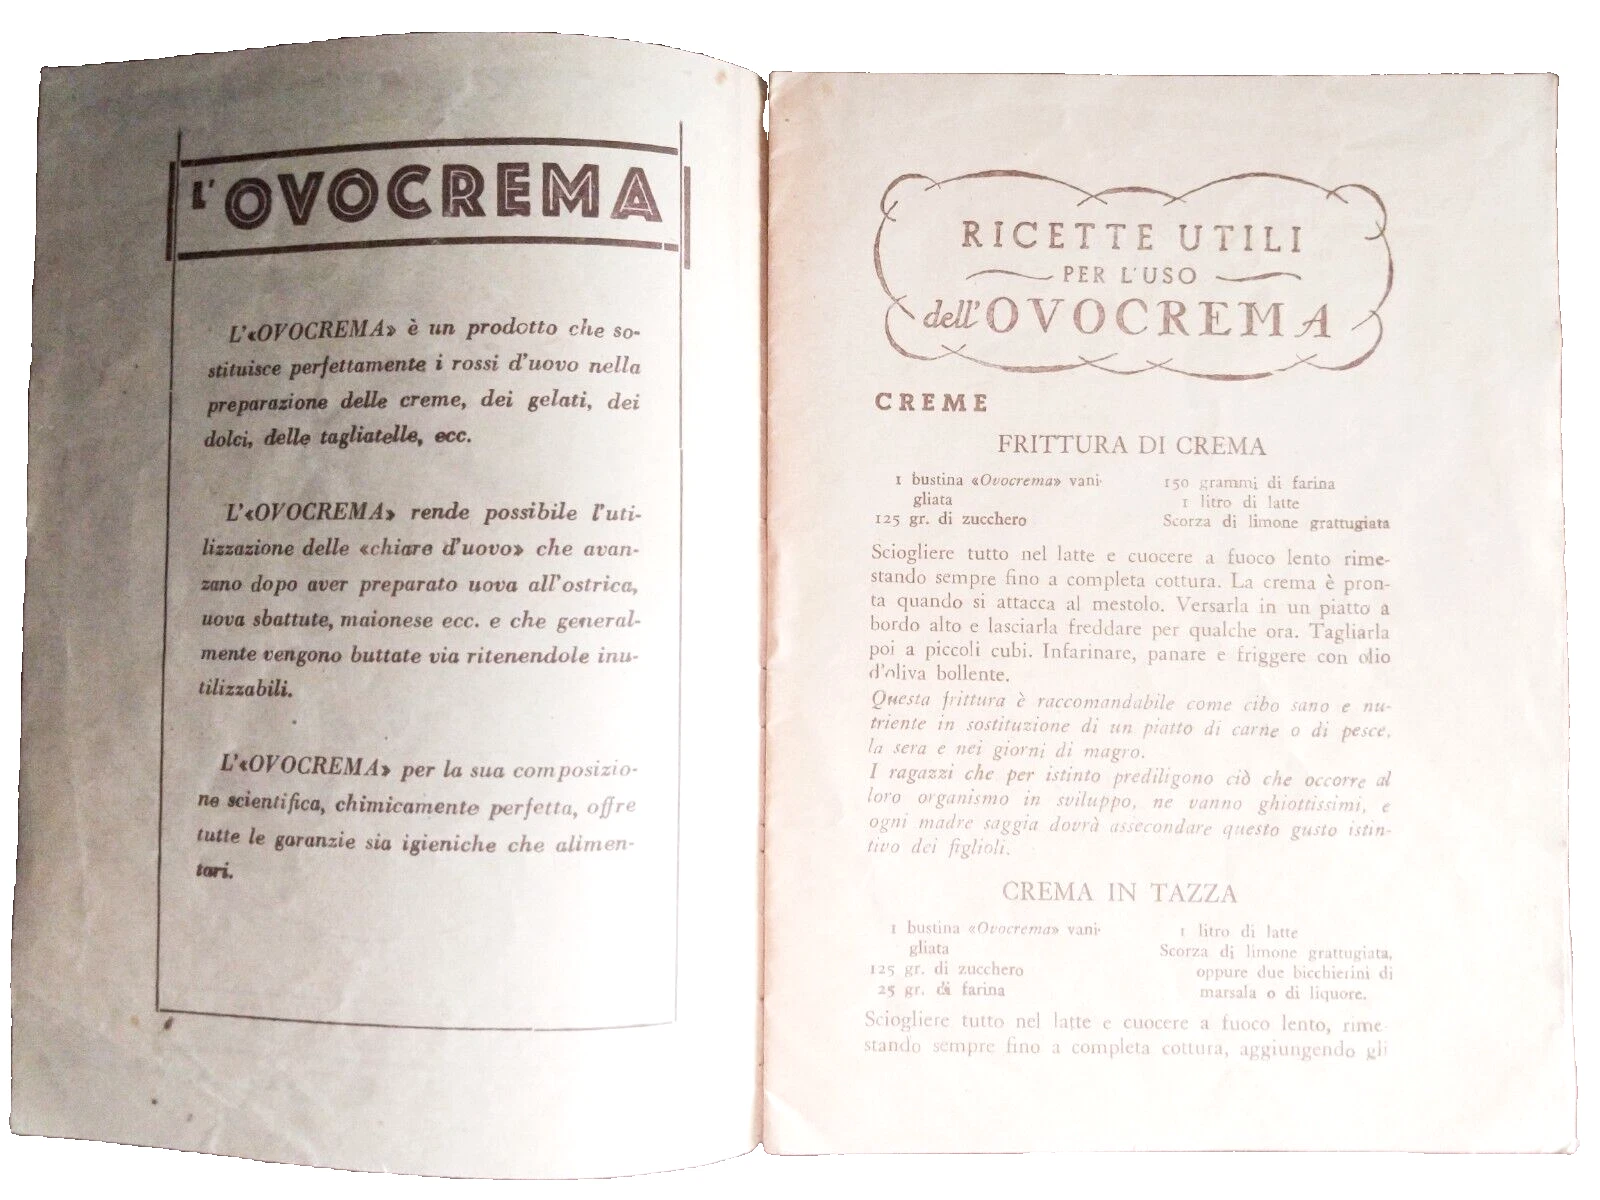 L'OVOCREMA
L'«OVOCREMA» è un prodotto che so-
stituisce perfettamente i rossi d'uovo nella
preparazione delle creme, dei gelati, dei
dolci, delle tagliatelle, ecc.
L'«OVOCREMA» rende possibile l'uti-
lizzazione delle «chiare d'uovo» che avan-
zano dopo aver preparato uova all'ostrica,
uova sbattute, maionese ecc. e che general-
mente vengono buttate via ritenendole inu-
tilizzabili.
L'«OVOCREMA» per la sua composizio-
ne scientifica, chimicamente perfetta, offre
tutte le garanzie sia igieniche che alimen-
tari.
RICETTE UTILI
PER L'USO
dell'OVOCREMA
CREME
FRITTURA DI CREMA
1 bustina «Ovocrema» vani-
gliata
125 gr. di zucchero
150 grammi di farina
1 litro di latte
Scorza di limone grattugiata
Sciogliere tutto nel latte e cuocere a fuoco lento rime-
stando sempre fino a completa cottura. La crema è pron-
ta quando si attacca al mestolo. Versarla in un piatto a
bordo alto e lasciarla freddare per qualche ora. Tagliarla
poi a piccoli cubi. Infarinare, panare e friggere con olio
d'oliva bollente.
Questa frittura è raccomandabile come cibo sano e nu-
triente in sostituzione di un piatto di carne o di pesce,
la sera e nei giorni di magro.
I ragazzi che per istinto prediligono ciò che occorre al
loro organismo in sviluppo, ne vanno ghiottissimi, e
ogni madre saggia dovrà assecondare questo gusto istin-
tivo dei figlioli.
CREMA IN TAZZA
1 bustina «Ovocrema» vani-
gliata
125 gr. di zucchero
25 gr. di farina
1 litro di latte
Scorza di limone grattugiata,
oppure due bicchierini di
marsala o di liquore.
Sciogliere tutto nel latte e cuocere a fuoco lento, rime
stando sempre fino a completa cottura, aggiungendo gli